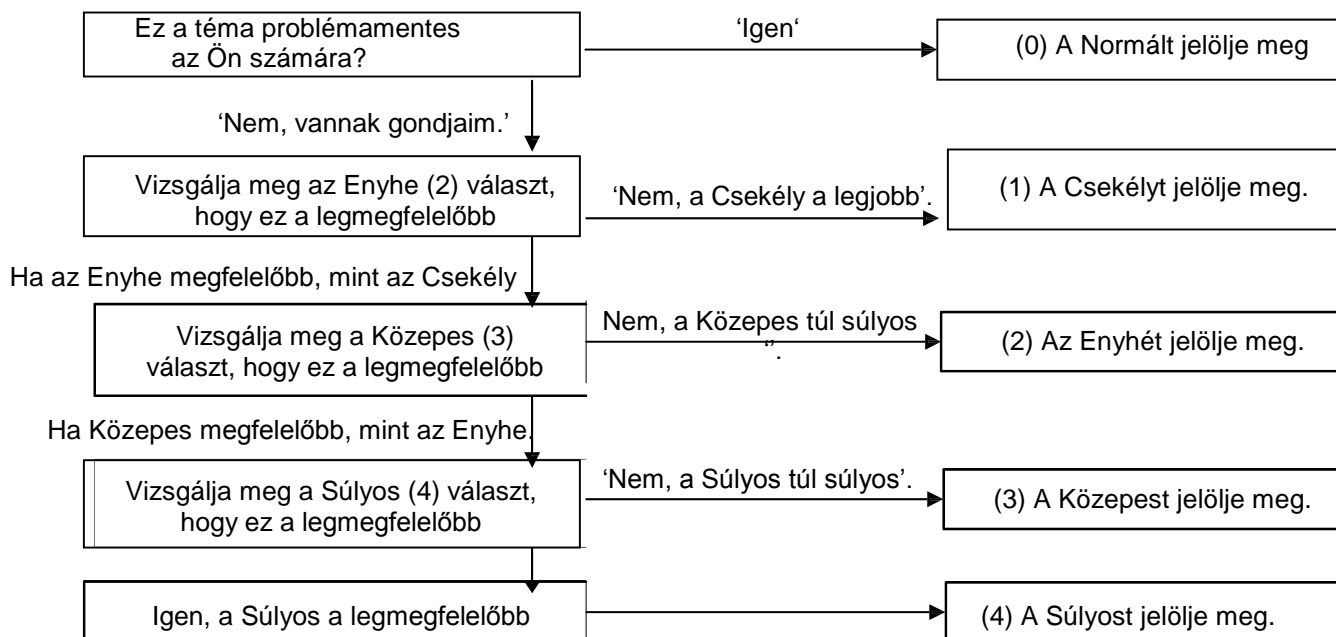 Ez a téma problémamentes
az Ön számára?
‘Igen‘
(0) A Normált jelölje meg
‘Nem, vannak gondjaim.’
Vizsgálja meg az Enyhe (2) választ,
hogy ez a legmegfelelőbb
‘Nem, a Csekély a legjobb’.
(1) A Csekélyt jelölje meg.
Ha az Enyhe megfelelőbb, mint az Csekély
Vizsgálja meg a Közepes (3)
választ, hogy ez a legmegfelelőbb
Nem, a Közepes túl súlyos
‘’.
(2) Az Enyhét jelölje meg.
Ha Közepes megfelelőbb, mint az Enyhe.
Vizsgálja meg a Súlyos (4) választ,
hogy ez a legmegfelelőbb
‘Nem, a Súlyos túl súlyos’.
(3) A Közepest jelölje meg.
Igen, a Súlyos a legmegfelelőbb
(4) A Súlyost jelölje meg.